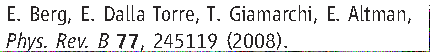 E. Berg, E. Dalla Torre, T. Giamarchi, E. Altman,
Phys. Rev. B 77, 245119 (2008).